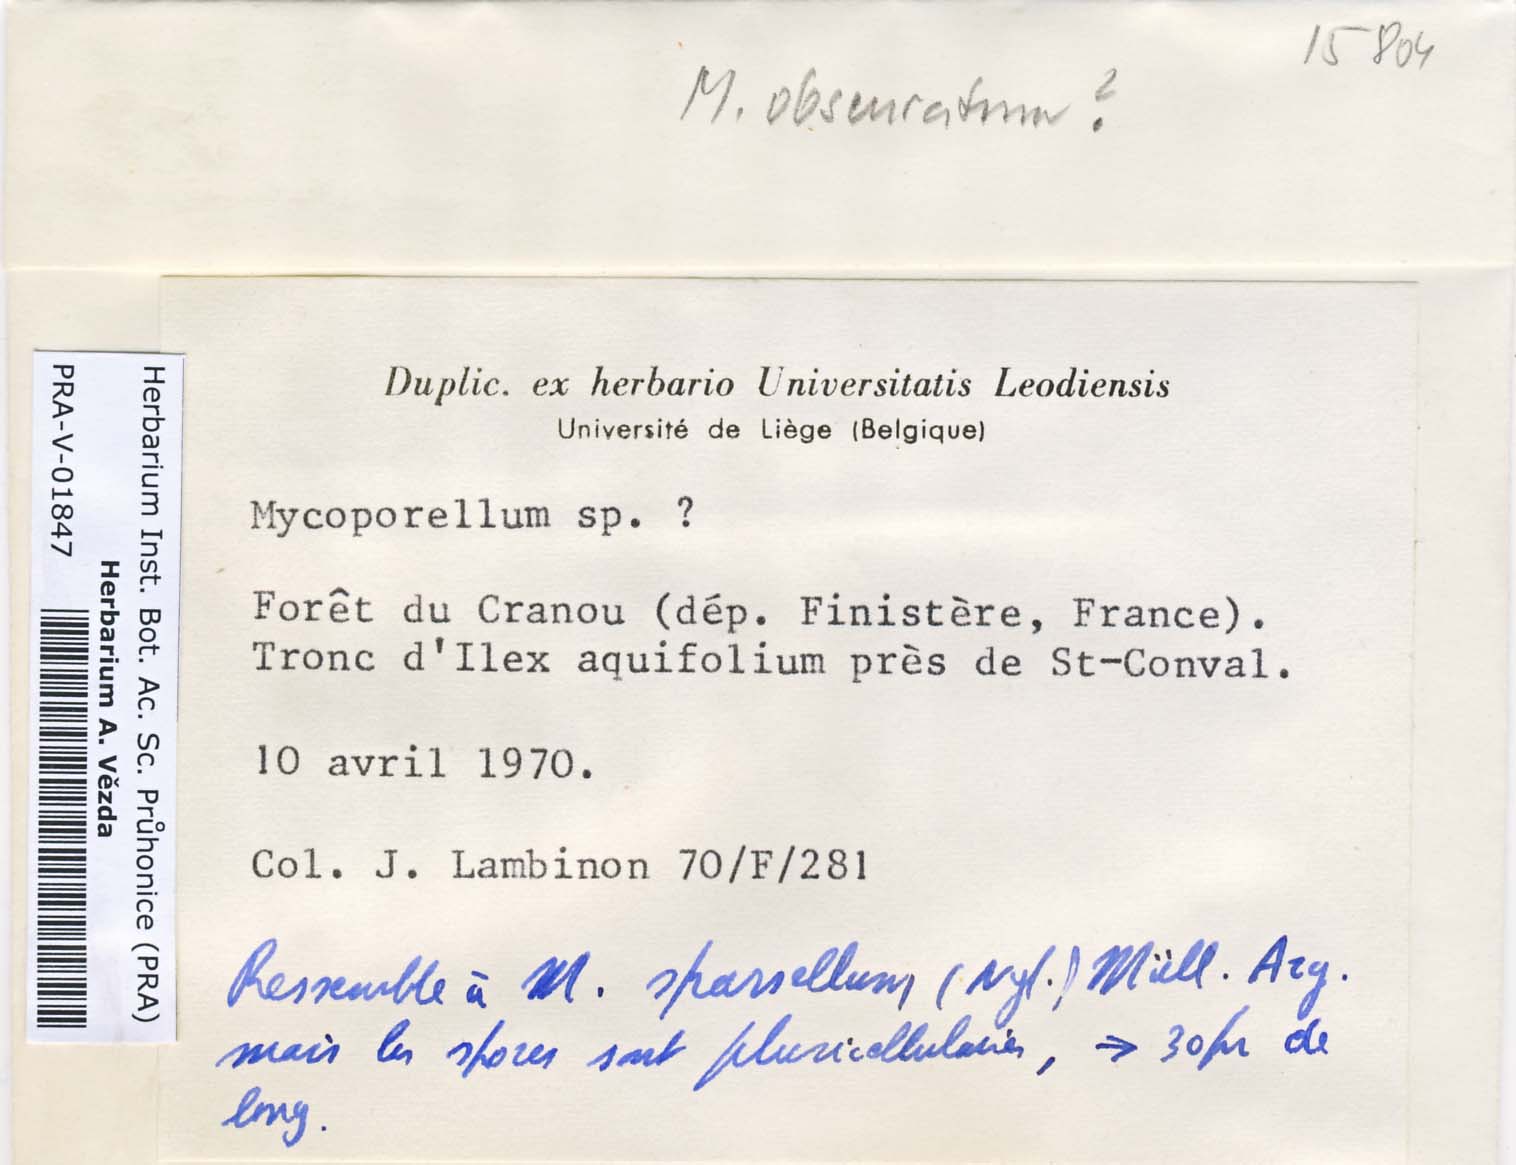 15804
M. obscuratum?
Duplic. ex herbario Universitatis Leodiensis
Université de Liège (Belgique)
Mycoporellum sp. ?
Forêt du Cranou (dép. Finistère, France).
Tronc d'Ilex aquifolium près de St-Conval.
10 avril 1970.
Col. J. Lambinon 70/F/281
Ressemble à M. sparsellum (Nyl.) Müll. Arg.
mais les spores sont pluricellulaires, → 30 µ de
long.
Herbarium Inst. Bot. Ac. Sc. Průhonice (PRA)
Herbarium A. Vězda
PRA-V-01847